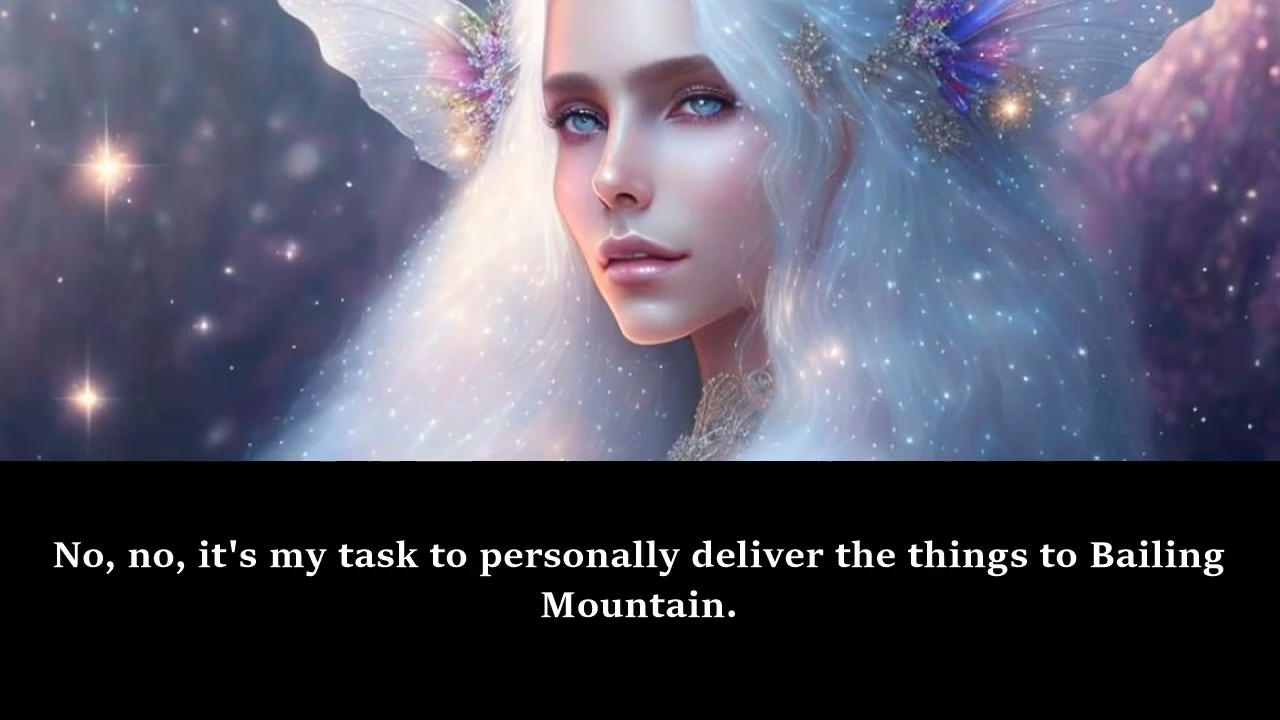 No, no, it's my task to personally deliver the things to Bailing
Mountain.